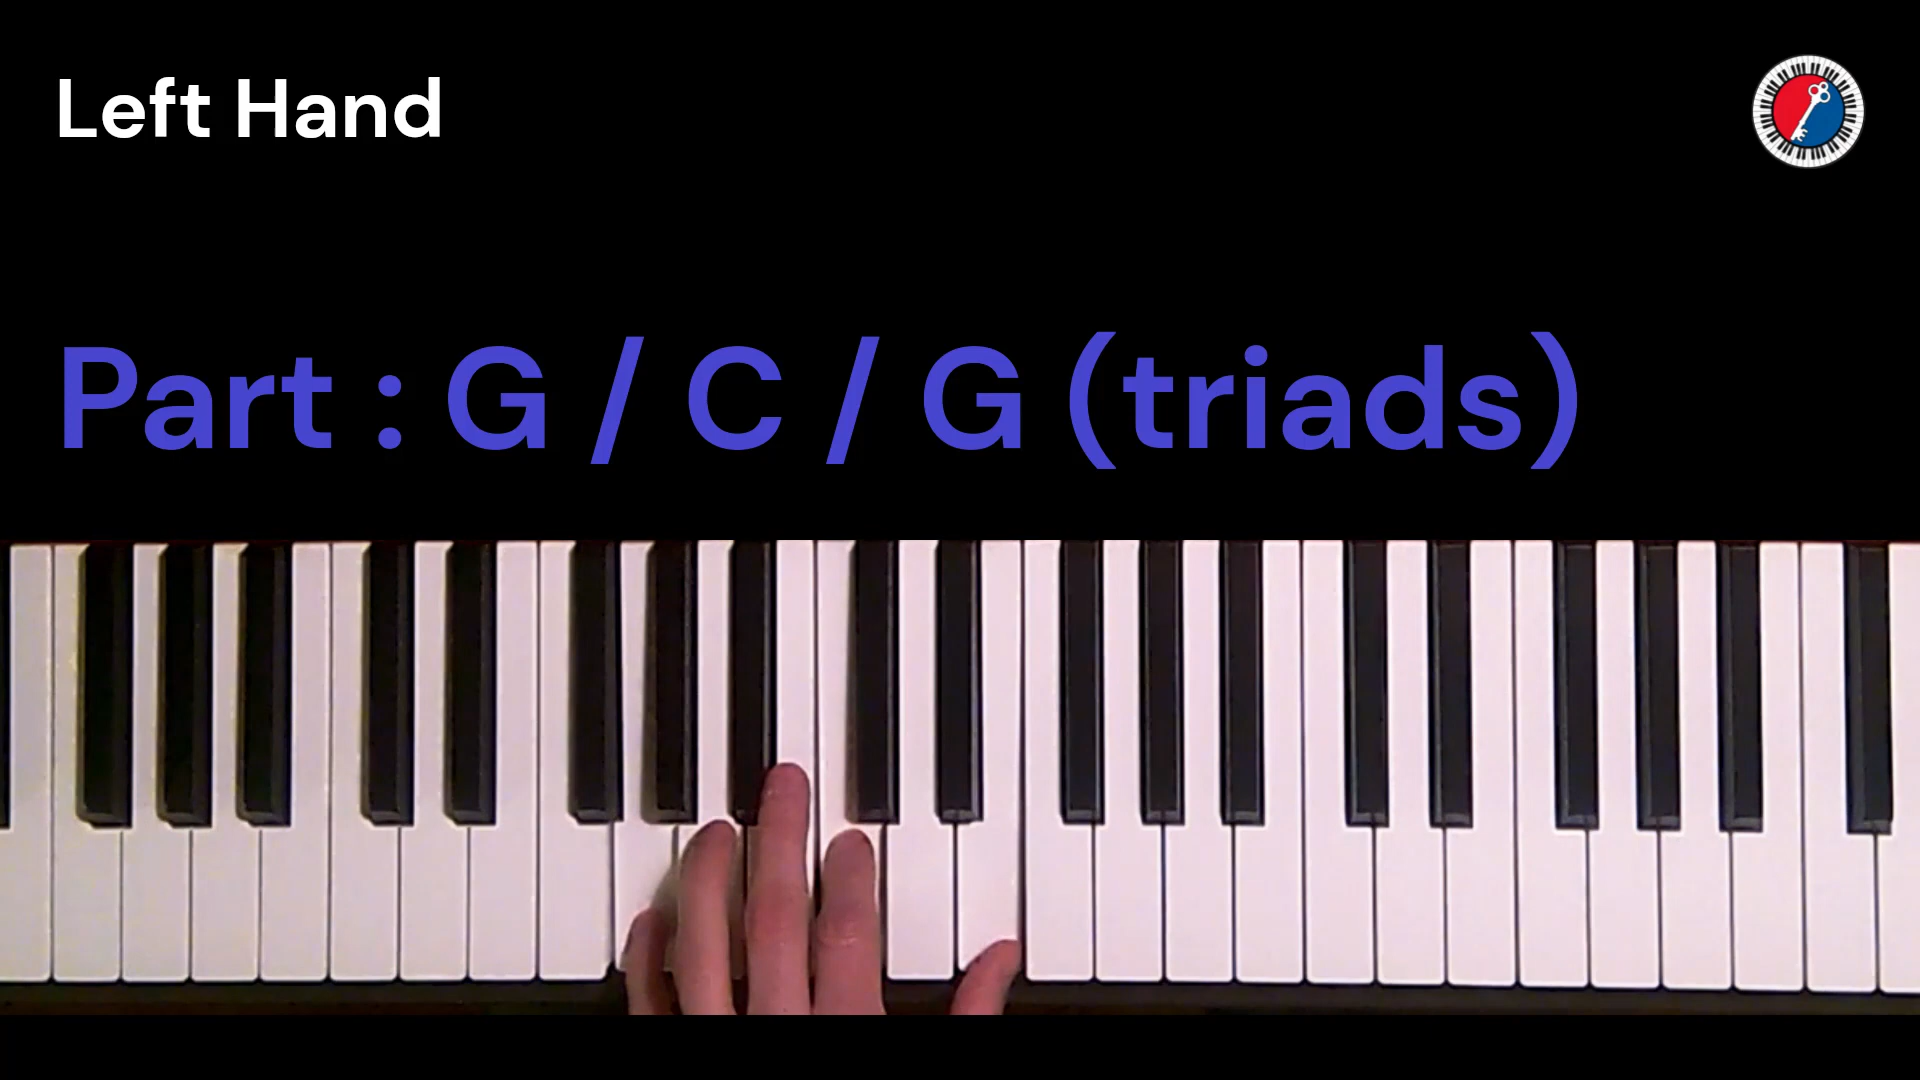 Left Hand
Part : G / C / G (triads)